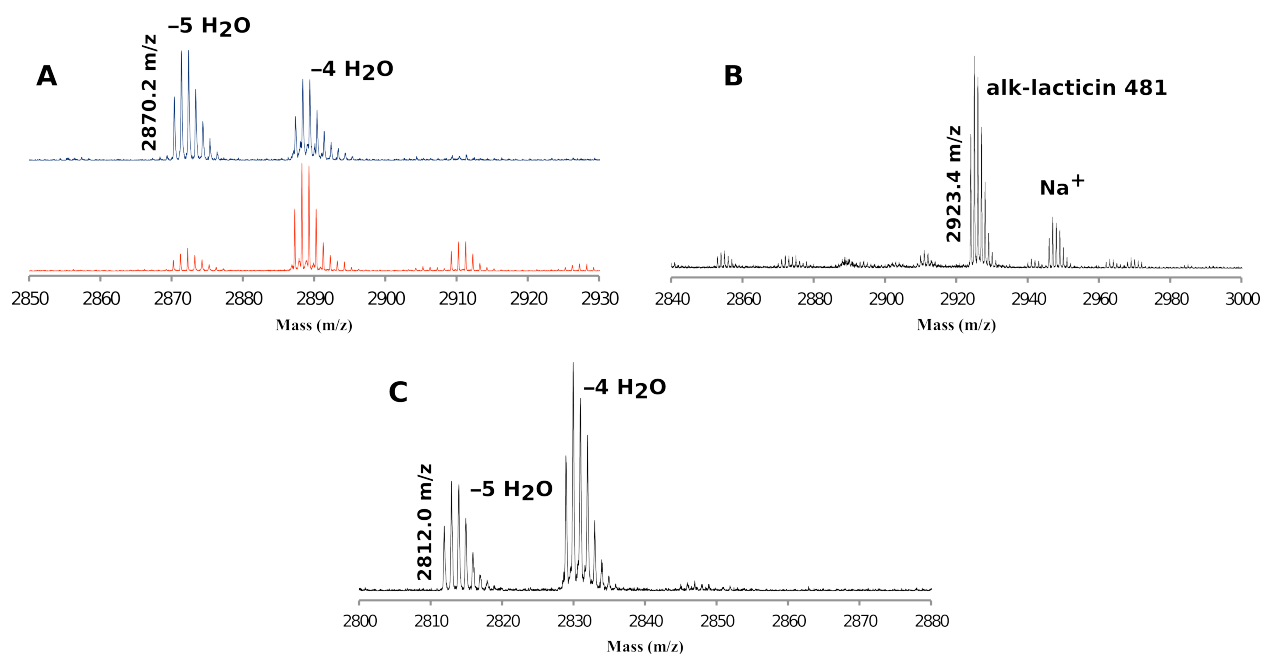 A
2870.2 m/z
–5 H2O
–4 H2O
2850 2860 2870 2880 2890 2900 2910 2920 2930
Mass (m/z)
B
2923.4 m/z
alk-lacticin 481
Na+
2840 2860 2880 2900 2920 2940 2960 2980 3000
Mass (m/z)
C
2812.0 m/z
–5 H2O
–4 H2O
2800 2810 2820 2830 2840 2850 2860 2870 2880
Mass (m/z)